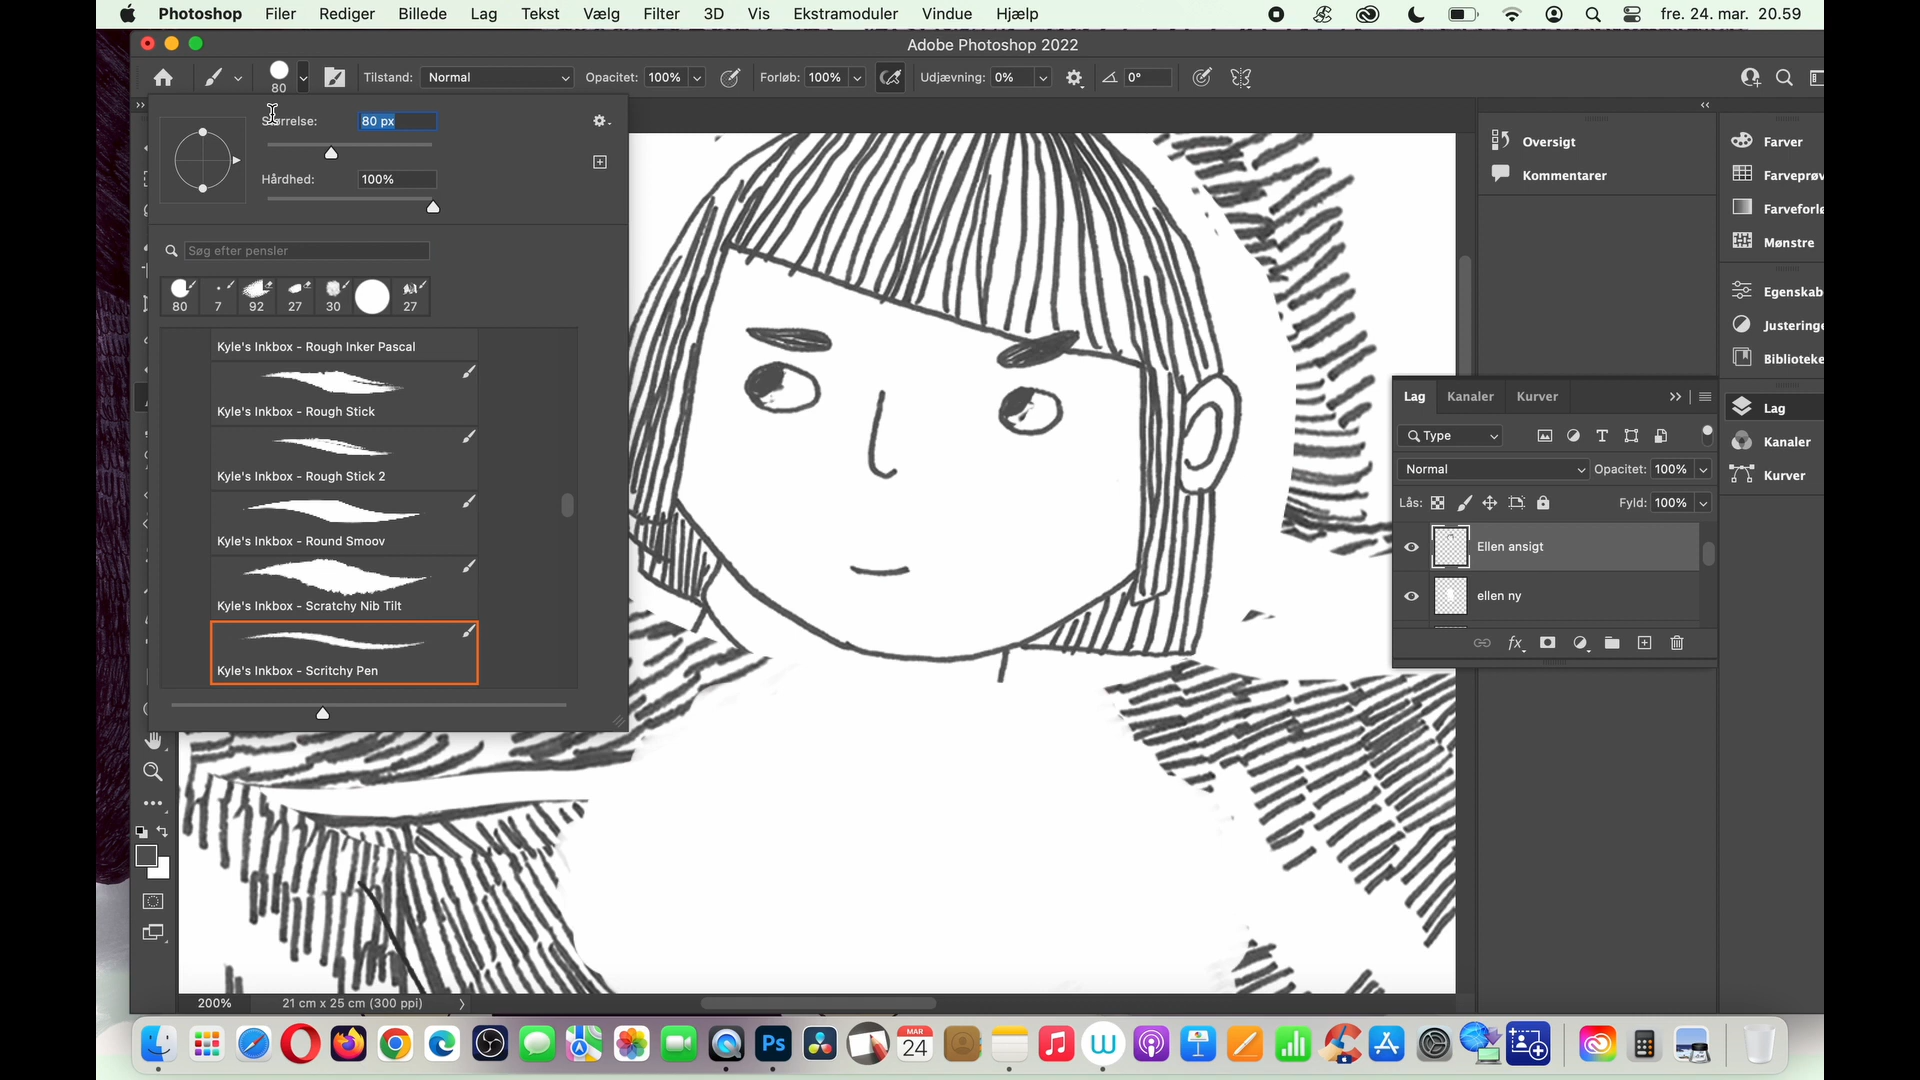 Photoshop Filer Rediger Billede Lag Tekst Vælg Filter 3D Vis Ekstramoduler Vindue Hjælp fre. 24. mar. 20.59
Adobe Photoshop 2022
80 Tilstand: Normal Opacitet: 100% Forløb: 100% Udjævning: 0% 0°
Størrelse: 80 px
Hårdhed: 100%
Søg efter pensler
80 7 92 27 30 27
Kyle's Inkbox - Rough Inker Pascal
Kyle's Inkbox - Rough Stick
Kyle's Inkbox - Rough Stick 2
Kyle's Inkbox - Round Smoov
Kyle's Inkbox - Scratchy Nib Tilt
Kyle's Inkbox - Scritchy Pen
Oversigt
Kommentarer
Farver
Farveprøv
Farveforlø
Mønstre
Egenskab
Justeringe
Biblioteke
Lag
Kanaler
Kurver
Lag Kanaler Kurver
Type
Normal Opacitet: 100%
Lås: Fyld: 100%
Ellen ansigt
ellen ny
fx
200% 21 cm x 25 cm (300 ppi)
MAR
24
Ps